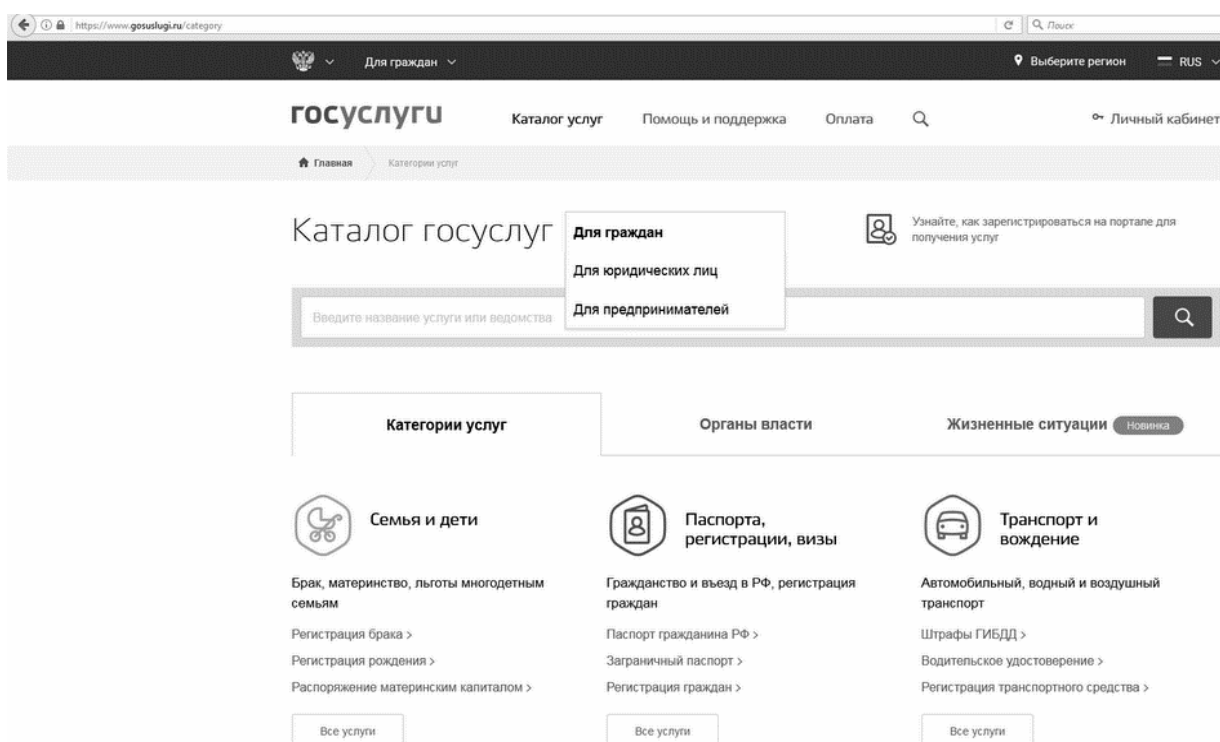 https://www.gosuslugi.ru/category
Поиск
Для граждан
Выберите регион
RUS
госуслуги
Каталог услуг
Помощь и поддержка
Оплата
Личный кабинет
Главная
Категории услуг
Каталог госуслуг
Для граждан
Для юридических лиц
Для предпринимателей
Узнайте, как зарегистрироваться на портале для
получения услуг
Введите название услуги или ведомства
Категории услуг
Органы власти
Жизненные ситуации
Новинка
Семья и дети
Брак, материнство, льготы многодетным
семьям
Регистрация брака >
Регистрация рождения >
Распоряжение материнским капиталом >
Все услуги
Паспорта,
регистрации, визы
Гражданство и въезд в РФ, регистрация
граждан
Паспорт гражданина РФ >
Заграничный паспорт >
Регистрация граждан >
Все услуги
Транспорт и
вождение
Автомобильный, водный и воздушный
транспорт
Штрафы ГИБДД >
Водительское удостоверение >
Регистрация транспортного средства >
Все услуги